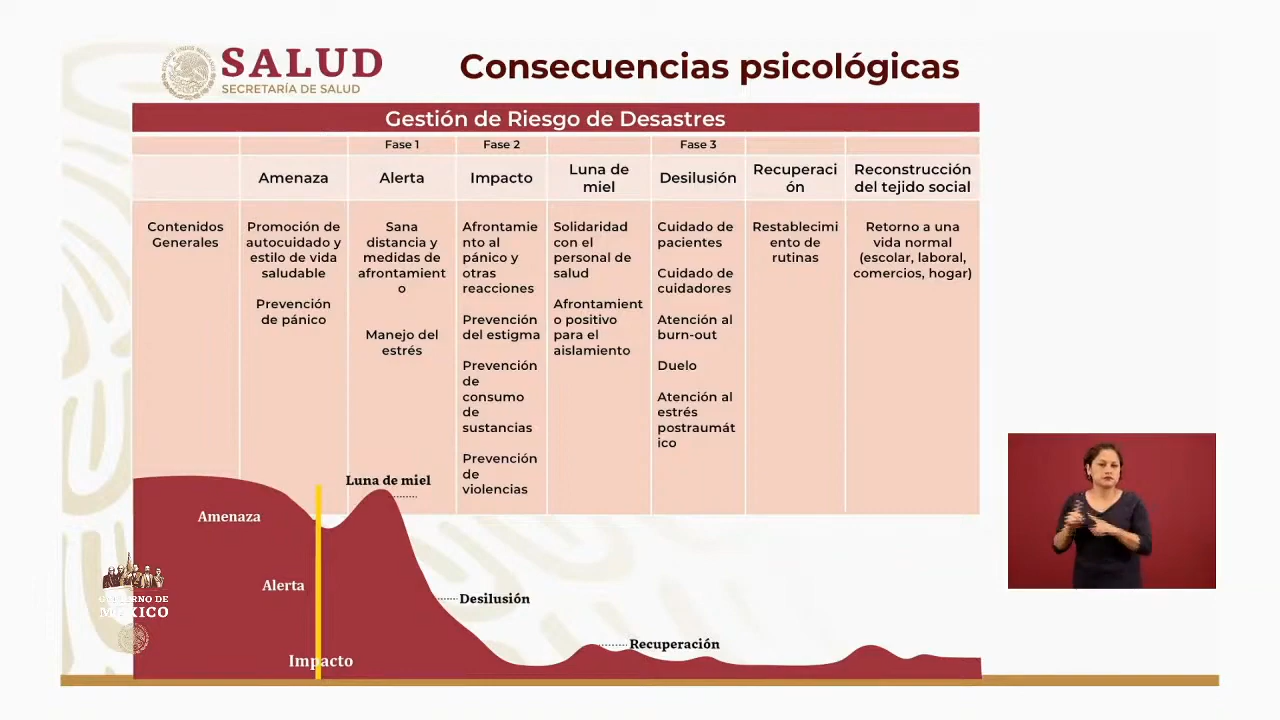 SALUD
SECRETARÍA DE SALUD
Consecuencias psicológicas
Gestión de Riesgo de Desastres
Fase 1
Fase 2
Fase 3
Amenaza
Alerta
Impacto
Luna de
miel
Desilusión
Recuperaci
ón
Reconstrucción
del tejido social
Contenidos
Generales
Promoción de
autocuidado y
estilo de vida
saludable
Prevención
de pánico
Sana
distancia y
medidas de
afrontamient
o
Manejo del
estrés
Afrontamie
nto al
pánico y
otras
reacciones
Prevención
del estigma
Prevención
de
consumo
de
sustancias
Prevención
de
violencias
Solidaridad
con el
personal de
salud
Afrontamient
o positivo
para el
aislamiento
Cuidado de
pacientes
Cuidado de
cuidadores
Atención al
burn-out
Duelo
Atención al
estrés
postraumát
ico
Restablecimi
ento de
rutinas
Retorno a una
vida normal
(escolar, laboral,
comercios, hogar)
Luna de miel
Amenaza
Alerta
Desilusión
Recuperación
Impacto
GOBIERNO DE
MÉXICO